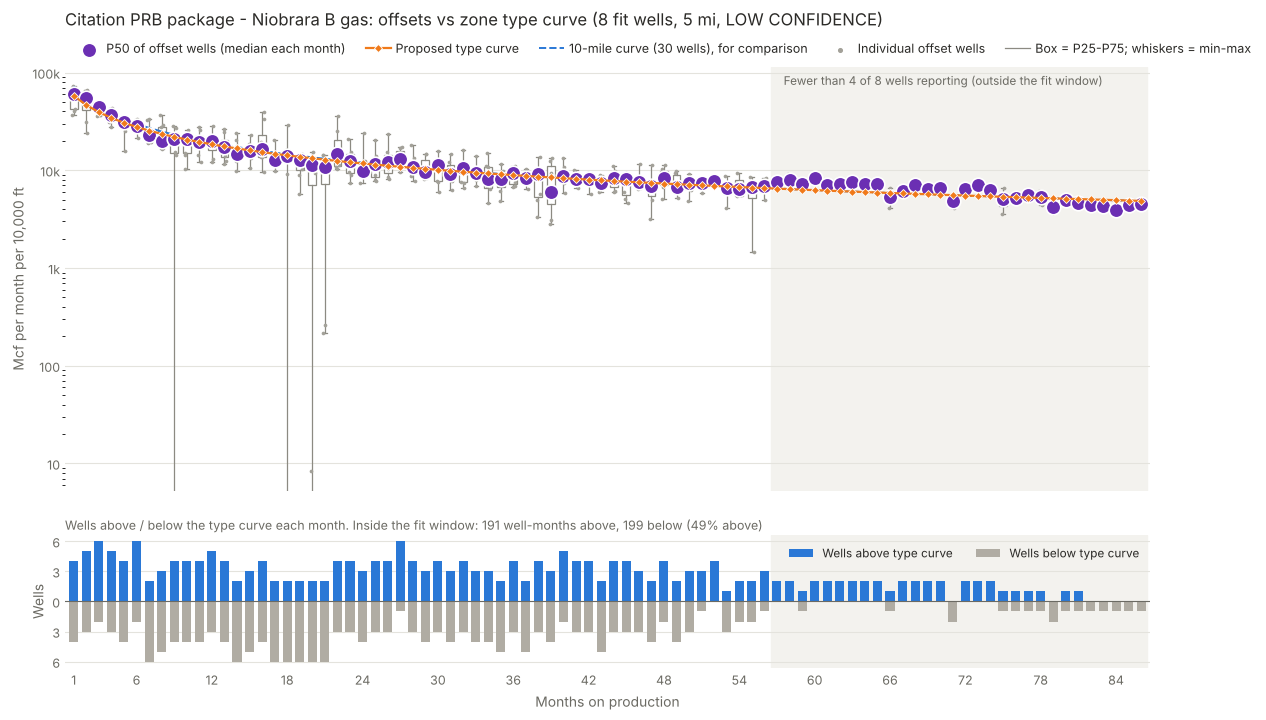 Citation PRB package - Niobrara B gas: offsets vs zone type curve (8 fit wells, 5 mi, LOW CONFIDENCE)
P50 of offset wells (median each month) Proposed type curve 10-mile curve (30 wells), for comparison Individual offset wells Box = P25-P75; whiskers = min-max
Fewer than 4 of 8 wells reporting (outside the fit window)
100k
10k
1k
100
10
Mcf per month per 10,000 ft
Wells above / below the type curve each month. Inside the fit window: 191 well-months above, 199 below (49% above)
Wells above type curve Wells below type curve
6
3
0
3
6
Wells
1 6 12 18 24 30 36 42 48 54 60 66 72 78 84
Months on production